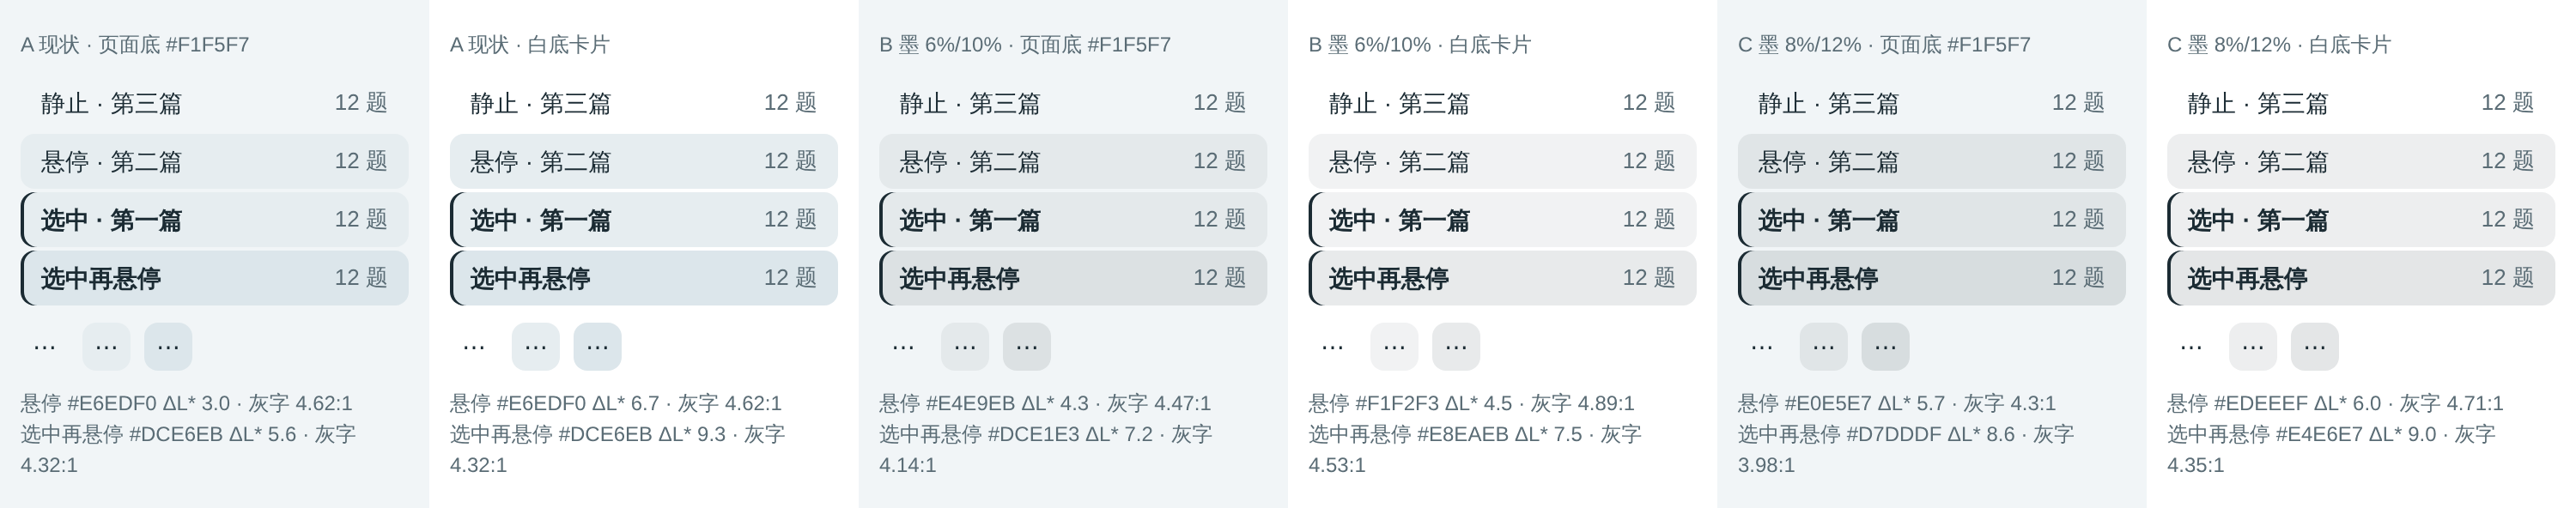 A 现状 · 页面底 #F1F5F7
静止 · 第三篇 12 题
悬停 · 第二篇 12 题
选中 · 第一篇 12 题
选中再悬停 12 题
… … …
悬停 #E6EDF0 ΔL* 3.0 · 灰字 4.62:1
选中再悬停 #DCE6EB ΔL* 5.6 · 灰字
4.32:1
A 现状 · 白底卡片
静止 · 第三篇 12 题
悬停 · 第二篇 12 题
选中 · 第一篇 12 题
选中再悬停 12 题
… … …
悬停 #E6EDF0 ΔL* 6.7 · 灰字 4.62:1
选中再悬停 #DCE6EB ΔL* 9.3 · 灰字
4.32:1
B 墨 6%/10% · 页面底 #F1F5F7
静止 · 第三篇 12 题
悬停 · 第二篇 12 题
选中 · 第一篇 12 题
选中再悬停 12 题
… … …
悬停 #E4E9EB ΔL* 4.3 · 灰字 4.47:1
选中再悬停 #DCE1E3 ΔL* 7.2 · 灰字
4.14:1
B 墨 6%/10% · 白底卡片
静止 · 第三篇 12 题
悬停 · 第二篇 12 题
选中 · 第一篇 12 题
选中再悬停 12 题
… … …
悬停 #F1F2F3 ΔL* 4.5 · 灰字 4.89:1
选中再悬停 #E8EAEB ΔL* 7.5 · 灰字
4.53:1
C 墨 8%/12% · 页面底 #F1F5F7
静止 · 第三篇 12 题
悬停 · 第二篇 12 题
选中 · 第一篇 12 题
选中再悬停 12 题
… … …
悬停 #E0E5E7 ΔL* 5.7 · 灰字 4.3:1
选中再悬停 #D7DDDF ΔL* 8.6 · 灰字
3.98:1
C 墨 8%/12% · 白底卡片
静止 · 第三篇 12 题
悬停 · 第二篇 12 题
选中 · 第一篇 12 题
选中再悬停 12 题
… … …
悬停 #EDEEEF ΔL* 6.0 · 灰字 4.71:1
选中再悬停 #E4E6E7 ΔL* 9.0 · 灰字
4.35:1